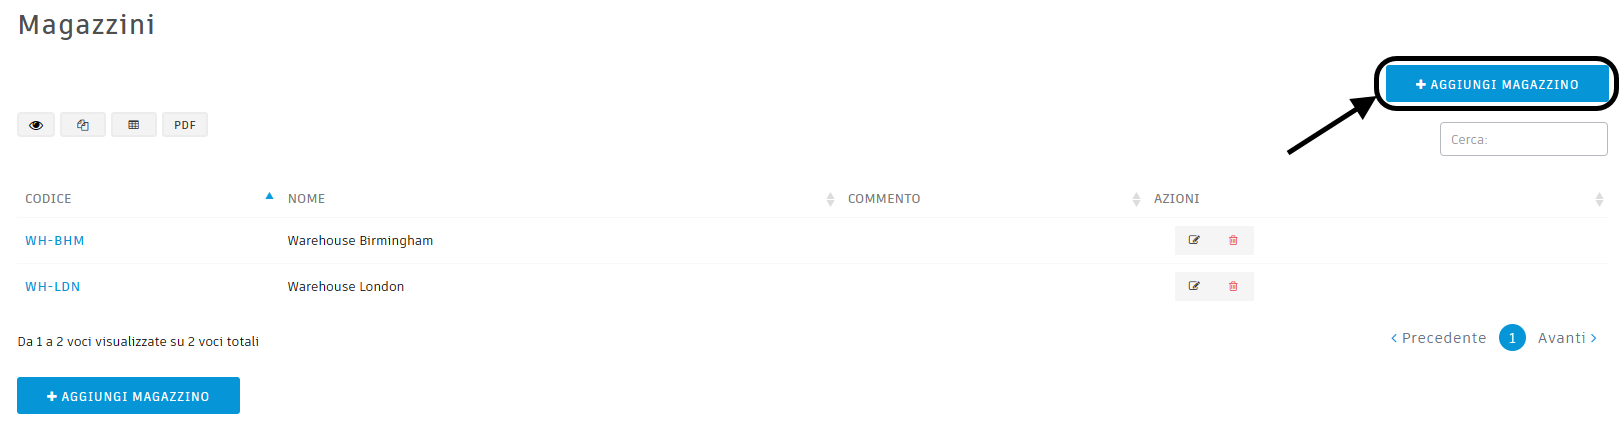 Magazzini
AGGIUNGI MAGAZZINO
PDF
Cerca:
CODICE NOME COMMENTO AZIONI
WH-BHM Warehouse Birmingham
WH-LDN Warehouse London
Da 1 a 2 voci visualizzate su 2 voci totali
Precedente 1 Avanti
AGGIUNGI MAGAZZINO